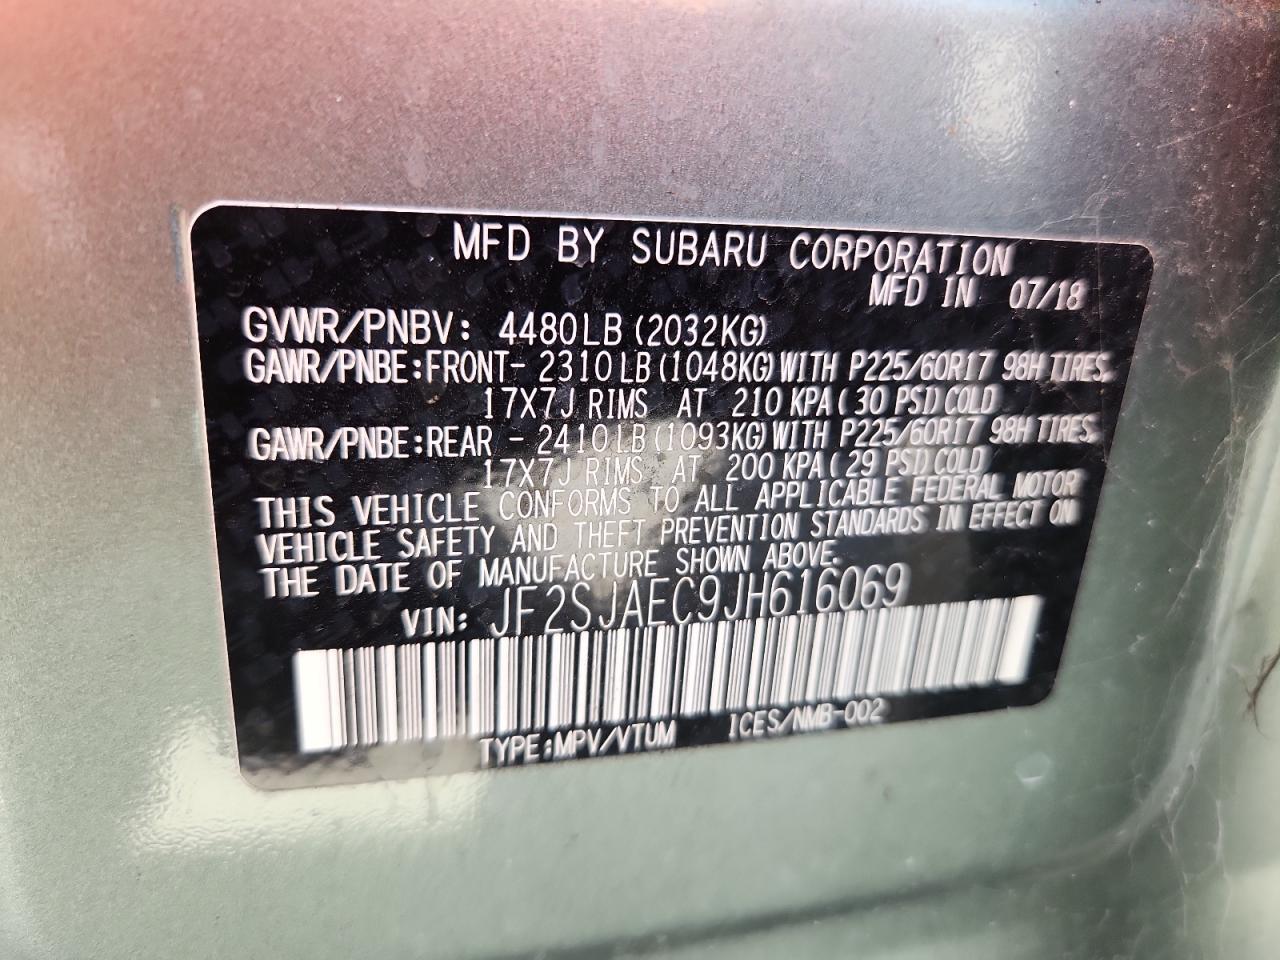 MFD BY SUBARU CORPORATION
MFD IN 07/18
GVWR/PNBV: 4480LB (2032KG)
GAWR/PNBE:FRONT- 2310LB (1048KG) WITH P225/60R17 98H TIRES,
17X7J RIMS AT 210 KPA (30 PSI) COLD
GAWR/PNBE:REAR - 2410LB (1093KG) WITH P225/60R17 98H TIRES,
17X7J RIMS AT 200 KPA (29 PSI) COLD
THIS VEHICLE CONFORMS TO ALL APPLICABLE FEDERAL MOTOR
VEHICLE SAFETY AND THEFT PREVENTION STANDARDS IN EFFECT ON
THE DATE OF MANUFACTURE SHOWN ABOVE.
VIN: JF2SJAEC9JH616069
TYPE:MPV/VTUM ICES/NMB-002